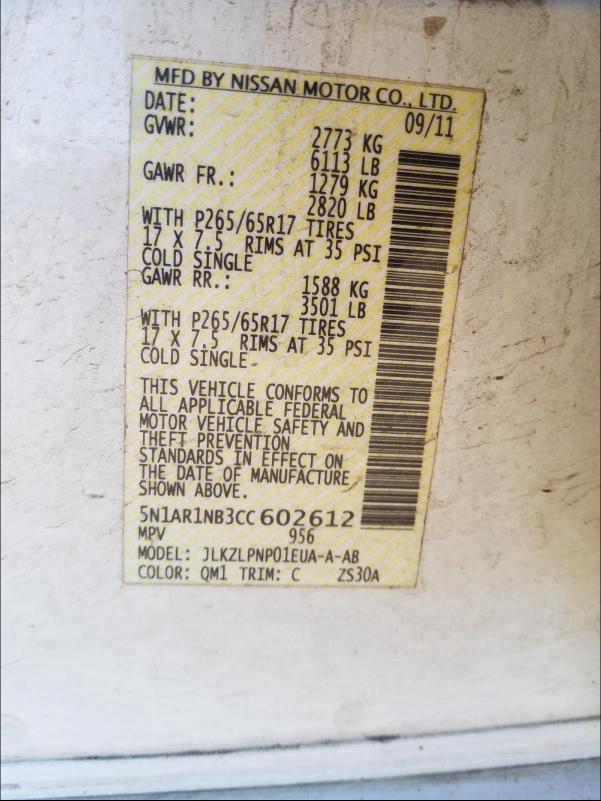 MFD BY NISSAN MOTOR CO., LTD.
DATE: 09/11
GVWR: 2773 KG
6113 LB
GAWR FR.: 1279 KG
2820 LB
WITH P265/65R17 TIRES
17 X 7.5 RIMS AT 35 PSI
COLD SINGLE
GAWR RR.: 1588 KG
3501 LB
WITH P265/65R17 TIRES
17 X 7.5 RIMS AT 35 PSI
COLD SINGLE
THIS VEHICLE CONFORMS TO
ALL APPLICABLE FEDERAL
MOTOR VEHICLE SAFETY AND
THEFT PREVENTION
STANDARDS IN EFFECT ON
THE DATE OF MANUFACTURE
SHOWN ABOVE.
5N1AR1NB3CC602612
MPV 956
MODEL: JLKZLPNP01EUA-A-AB
COLOR: QM1 TRIM: C ZS30A